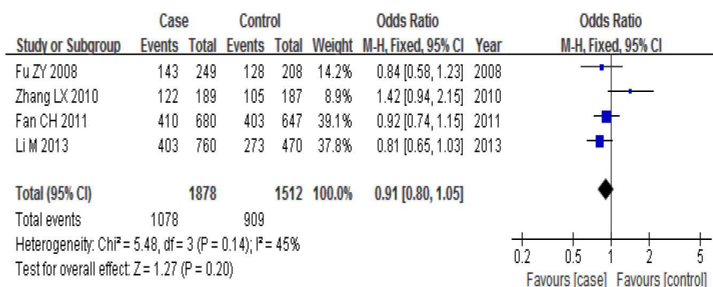 Case Control Odds Ratio Odds Ratio
Study or Subgroup Events Total Events Total Weight M-H, Fixed, 95% CI Year M-H, Fixed, 95% CI
Fu ZY 2008 143 249 128 208 14.2% 0.84 [0.58, 1.23] 2008
Zhang LX 2010 122 189 105 187 8.9% 1.42 [0.94, 2.15] 2010
Fan CH 2011 410 680 403 647 39.1% 0.92 [0.74, 1.15] 2011
Li M 2013 403 760 273 470 37.8% 0.81 [0.65, 1.03] 2013
Total (95% CI) 1878 1512 100.0% 0.91 [0.80, 1.05]
Total events 1078 909
Heterogeneity: Chi² = 5.48, df = 3 (P = 0.14); I² = 45%
Test for overall effect: Z = 1.27 (P = 0.20)
0.2 0.5 1 2 5
Favours [case] Favours [control]